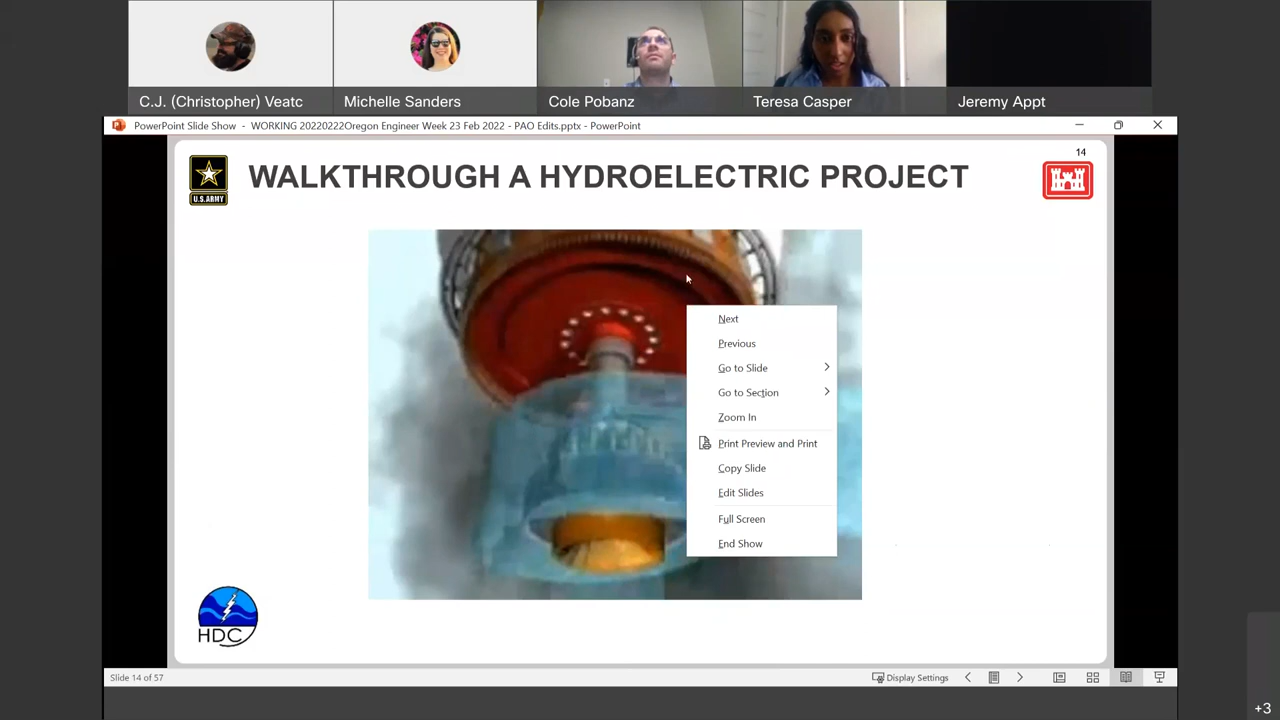 C.J. (Christopher) Veatc
Michelle Sanders
Cole Pobanz
Teresa Casper
Jeremy Appt
PowerPoint Slide Show - WORKING 20220222Oregon Engineer Week 23 Feb 2022 - PAO Edits.pptx - PowerPoint
14
WALKTHROUGH A HYDROELECTRIC PROJECT
U.S.ARMY
Next
Previous
Go to Slide
Go to Section
Zoom In
Print Preview and Print
Copy Slide
Edit Slides
Full Screen
End Show
HDC
Slide 14 of 57
Display Settings
+3